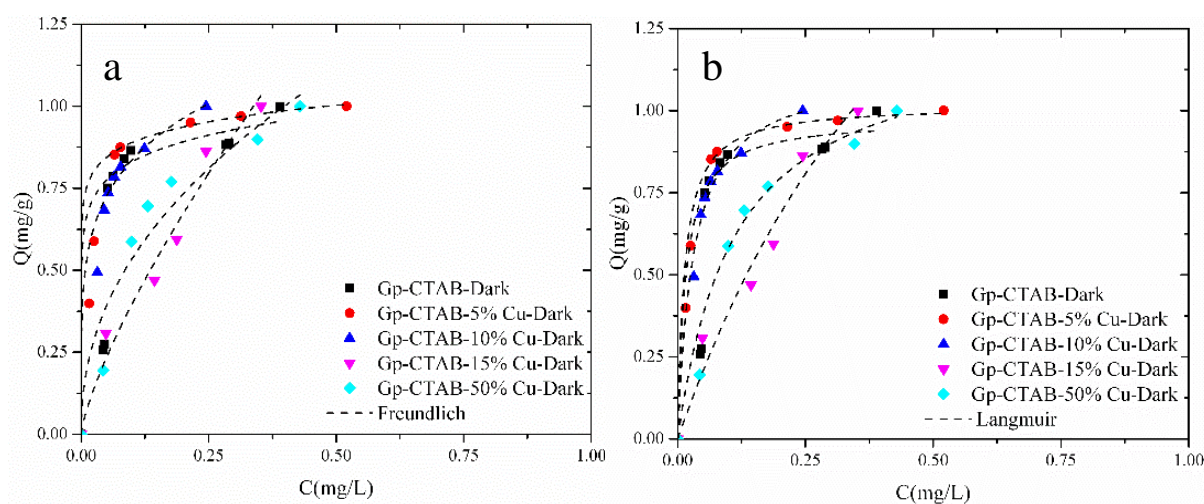 a
1.25
1.00
0.75
0.50
0.25
0.00
Q(mg/g)
Gp-CTAB-Dark
Gp-CTAB-5% Cu-Dark
Gp-CTAB-10% Cu-Dark
Gp-CTAB-15% Cu-Dark
Gp-CTAB-50% Cu-Dark
Freundlich
0.00 0.25 0.50 0.75 1.00
C(mg/L)
b
1.25
1.00
0.75
0.50
0.25
0.00
Q(mg/g)
Gp-CTAB-Dark
Gp-CTAB-5% Cu-Dark
Gp-CTAB-10% Cu-Dark
Gp-CTAB-15% Cu-Dark
Gp-CTAB-50% Cu-Dark
Langmuir
0.00 0.25 0.50 0.75 1.00
C(mg/L)